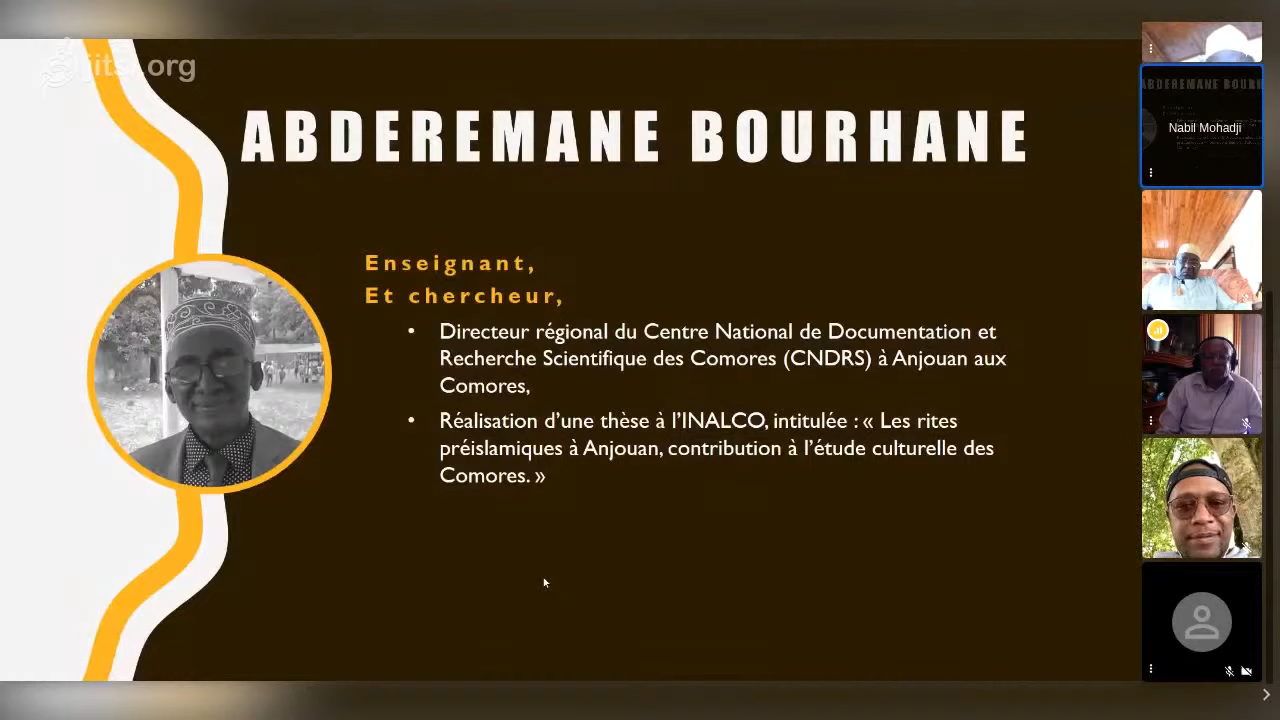 jitsi.org
ABDEREMANE BOURHANE
Enseignant,
Et chercheur,
• Directeur régional du Centre National de Documentation et
Recherche Scientifique des Comores (CNDRS) à Anjouan aux
Comores,
• Réalisation d’une thèse à l’INALCO, intitulée : « Les rites
préislamiques à Anjouan, contribution à l’étude culturelle des
Comores. »
ABDEREMANE BOURH
Nabil Mohadji